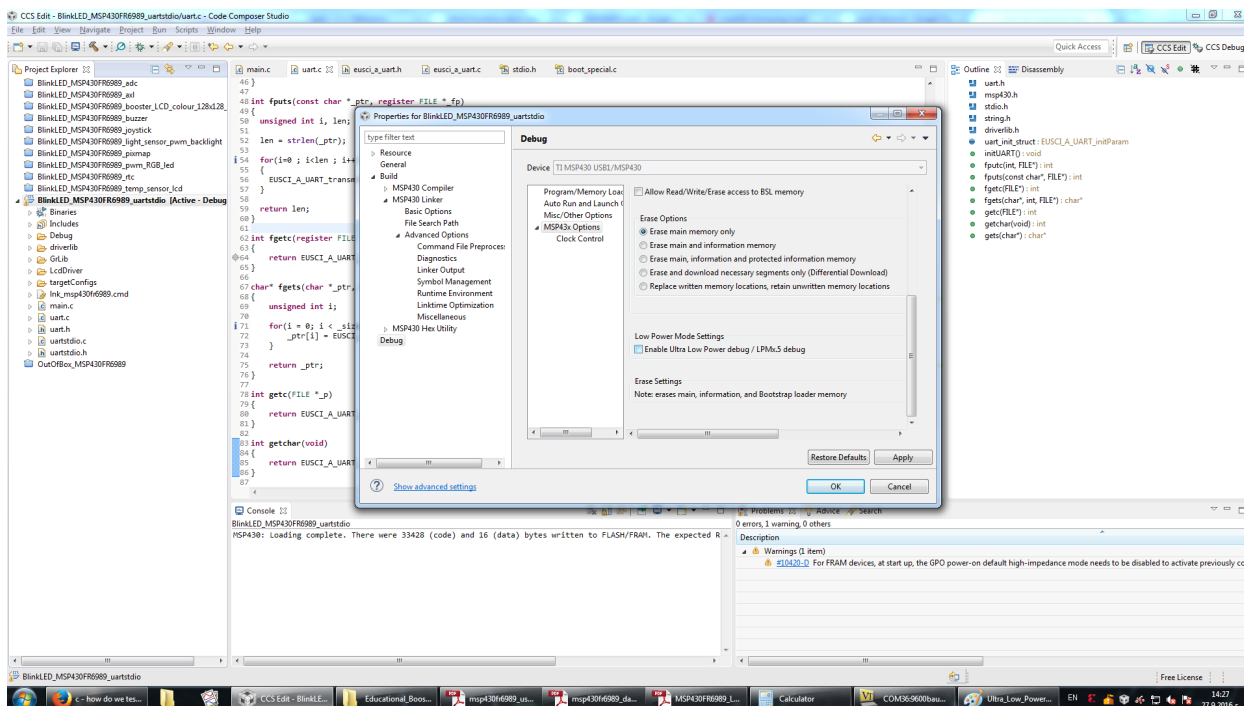 CCS Edit - BlinkLED_MSP430FR6989_uartstdio/uart.c - Code Composer Studio
File Edit View Navigate Project Run Scripts Window Help
Quick Access CCS Edit CCS Debug
Project Explorer
BlinkLED_MSP430FR6989_adc
BlinkLED_MSP430FR6989_axl
BlinkLED_MSP430FR6989_booster_LCD_colour_128x128_
BlinkLED_MSP430FR6989_buzzer
BlinkLED_MSP430FR6989_joystick
BlinkLED_MSP430FR6989_light_sensor_pwm_backlight
BlinkLED_MSP430FR6989_pixmap
BlinkLED_MSP430FR6989_pwm_RGB_led
BlinkLED_MSP430FR6989_rtc
BlinkLED_MSP430FR6989_temp_sensor_lcd
BlinkLED_MSP430FR6989_uartstdio [Active - Debug
Binaries
Includes
Debug
driverlib
GrLib
LcdDriver
targetConfigs
lnk_msp430fr6989.cmd
main.c
uart.c
uart.h
uartstdio.c
uartstdio.h
OutOfBox_MSP430FR6989
main.c uart.c eusci_a_uart.h eusci_a_uart.c stdio.h boot_special.c
46 }
47
48 int fputs(const char *_ptr, register FILE *_fp)
49 {
50 unsigned int i, len;
51
52 len = strlen(_ptr);
53
54 for(i=0 ; i<len ; i++
55 {
56 EUSCI_A_UART_transm
57 }
58
59 return len;
60 }
61
62 int fgetc(register FILE
63 {
64 return EUSCI_A_UART
65 }
66
67 char* fgets(char *_ptr,
68 {
69 unsigned int i;
70
71 for(i = 0; i < _siz
72 _ptr[i] = EUSCI
73 }
74
75 return _ptr;
76 }
77
78 int getc(FILE *_p)
79 {
80 return EUSCI_A_UART
81 }
82
83 int getchar(void)
84 {
85 return EUSCI_A_UART
86 }
87
Properties for BlinkLED_MSP430FR6989_uartstdio
type filter text
Resource
General
Build
MSP430 Compiler
MSP430 Linker
Basic Options
File Search Path
Advanced Options
Command File Preproces
Diagnostics
Linker Output
Symbol Management
Runtime Environment
Linktime Optimization
Miscellaneous
MSP430 Hex Utility
Debug
Debug
Device TI MSP430 USB1/MSP430
Program/Memory Loac
Auto Run and Launch
Misc/Other Options
MSP43x Options
Clock Control
Allow Read/Write/Erase access to BSL memory
Erase Options
Erase main memory only
Erase main and information memory
Erase main, information and protected information memory
Erase and download necessary segments only (Differential Download)
Replace written memory locations, retain unwritten memory locations
Low Power Mode Settings
Enable Ultra Low Power debug / LPMx.5 debug
Erase Settings
Note: erases main, information, and Bootstrap loader memory
Restore Defaults Apply
Show advanced settings
OK Cancel
Outline Disassembly
uart.h
msp430.h
stdio.h
string.h
driverlib.h
uart_init_struct : EUSCI_A_UART_initParam
initUART() : void
fputc(int, FILE*) : int
fputs(const char*, FILE*) : int
fgetc(FILE*) : int
fgets(char*, int, FILE*) : char*
getc(FILE*) : int
getchar(void) : int
gets(char*) : char*
Console
BlinkLED_MSP430FR6989_uartstdio
MSP430: Loading complete. There were 33428 (code) and 16 (data) bytes written to FLASH/FRAM. The expected R
Problems Advice Search
0 errors, 1 warning, 0 others
Description
Warnings (1 item)
#10420-D For FRAM devices, at start up, the GPO power-on default high-impedance mode needs to be disabled to activate previously co
BlinkLED_MSP430FR6989_uartstdio
Free License
c - how do we tes... CCS Edit - BlinkLE... Educational_Boos... msp430fr6989_us... msp430fr6989_da... MSP430FR6989_L... Calculator COM36:9600bau... Ultra_Low_Power... EN 14:27
27.9.2016 г.